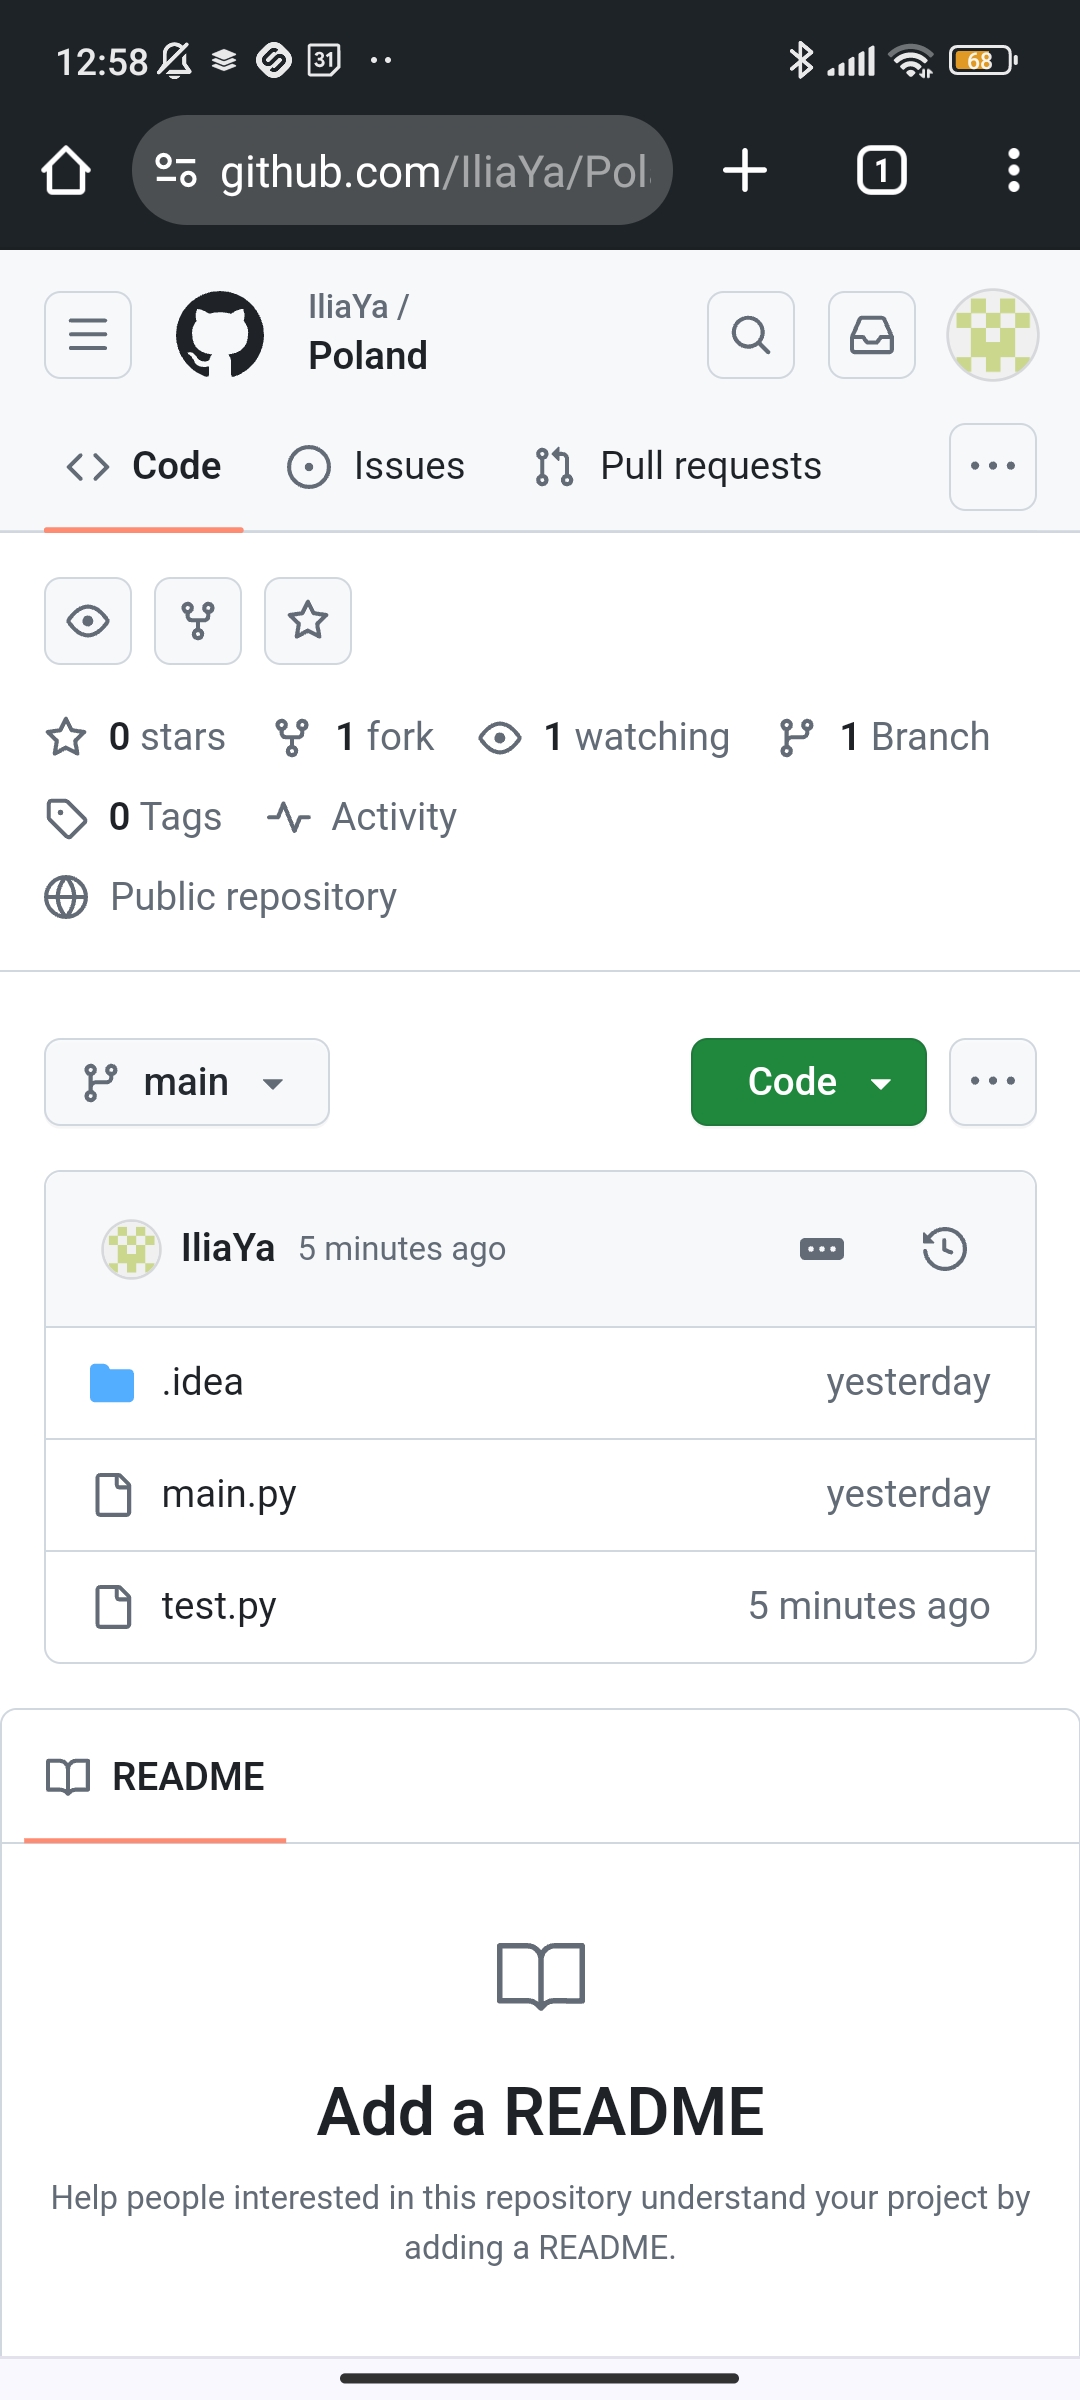 12:58 31 68
github.com/IliaYa/Pol
1
IliaYa /
Poland
Code Issues Pull requests
0 stars 1 fork 1 watching 1 Branch
0 Tags Activity
Public repository
main Code
IliaYa 5 minutes ago
.idea yesterday
main.py yesterday
test.py 5 minutes ago
README
Add a README
Help people interested in this repository understand your project by
adding a README.